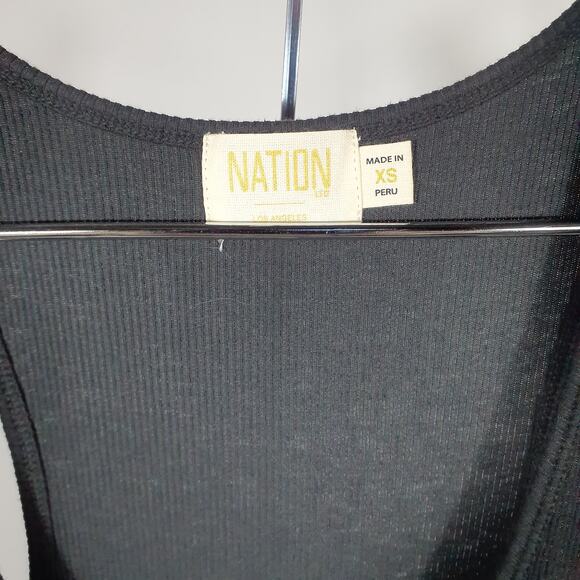 NATION
LTD
LOS ANGELES
MADE IN
XS
PERU